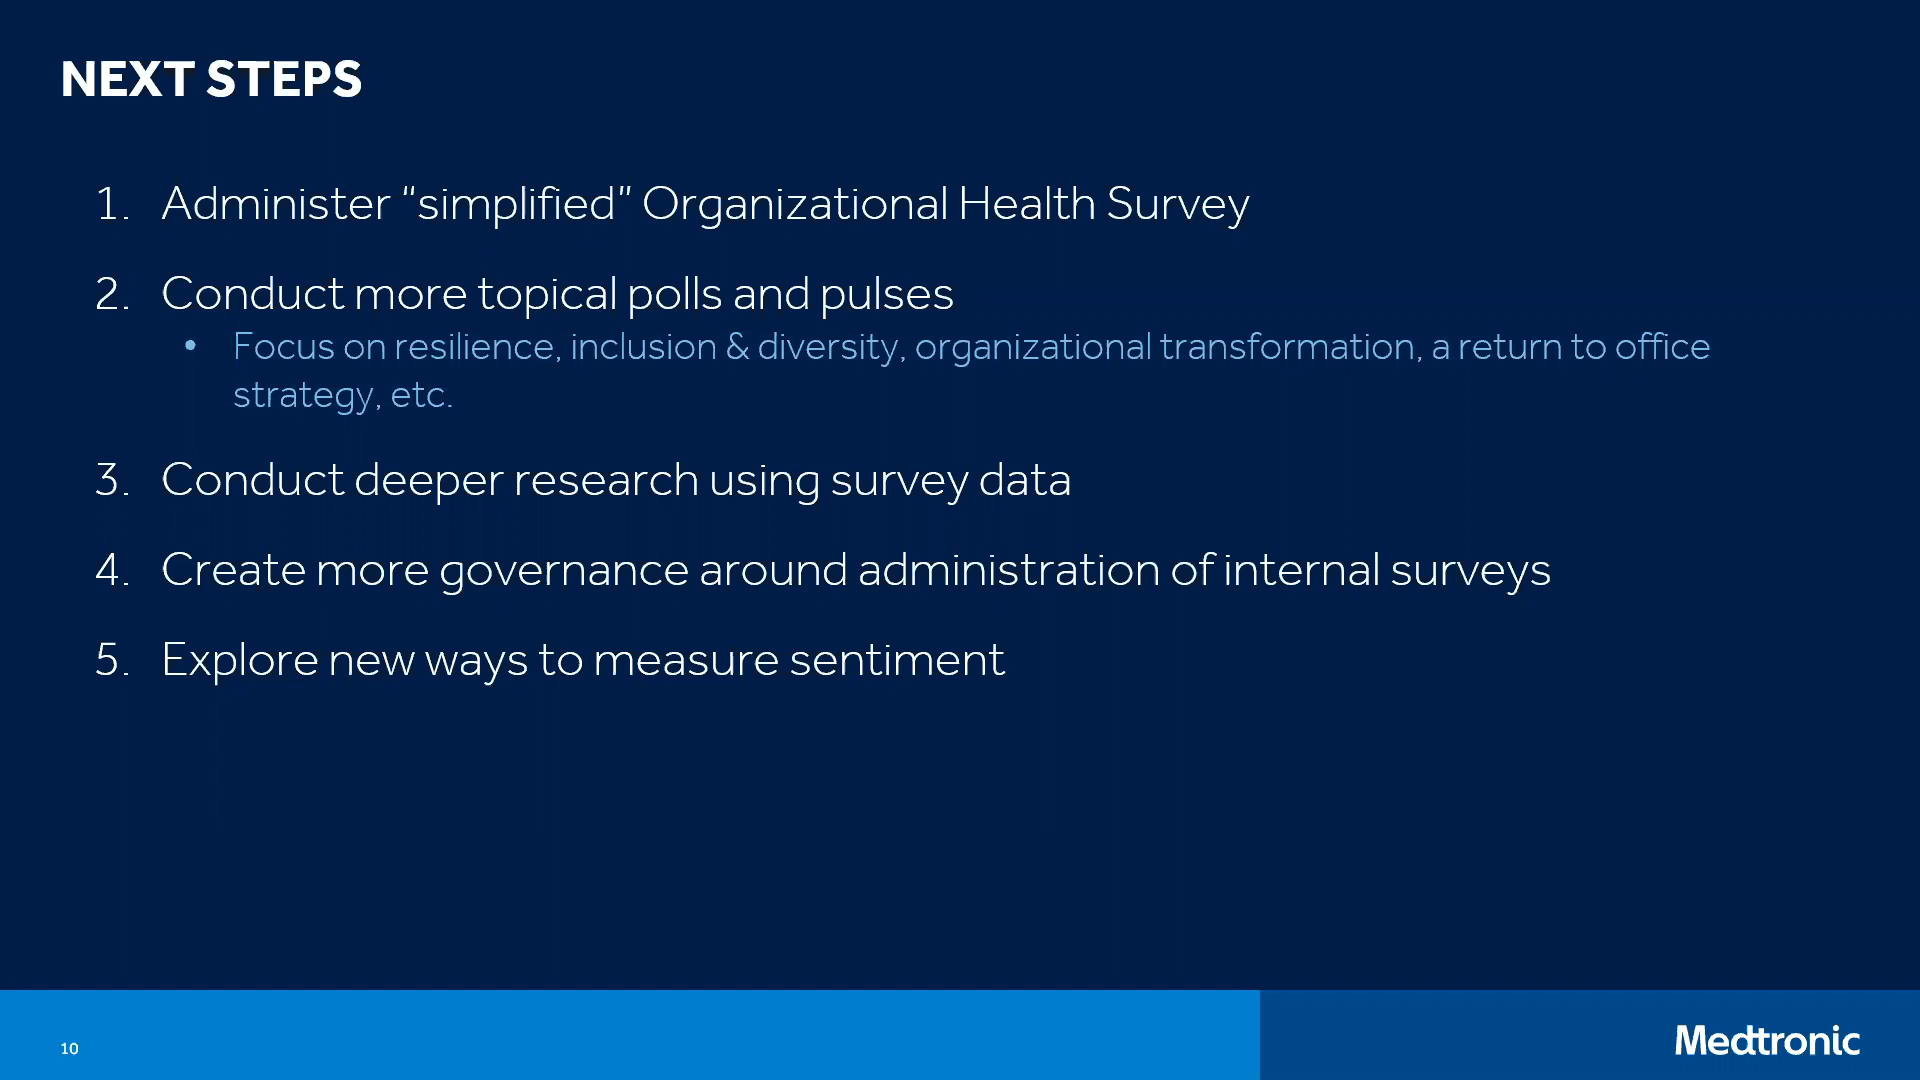 NEXT STEPS
1. Administer “simplified” Organizational Health Survey
2. Conduct more topical polls and pulses
• Focus on resilience, inclusion & diversity, organizational transformation, a return to office
strategy, etc.
3. Conduct deeper research using survey data
4. Create more governance around administration of internal surveys
5. Explore new ways to measure sentiment
10
Medtronic